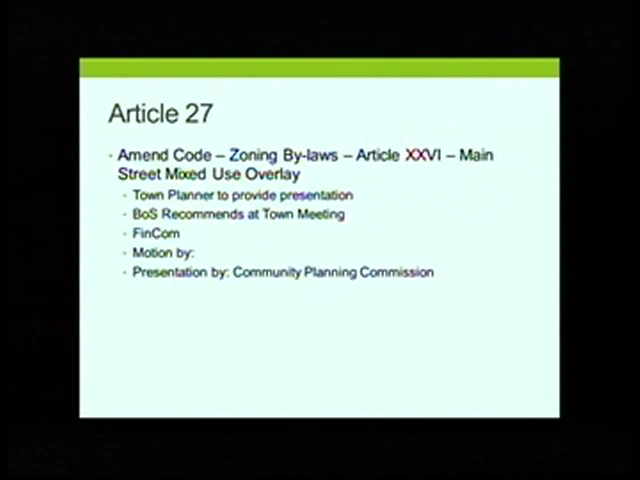 Article 27
Amend Code – Zoning By-laws – Article XXVI – Main
Street Mixed Use Overlay
Town Planner to provide presentation
BoS Recommends at Town Meeting
FinCom
Motion by:
Presentation by: Community Planning Commission